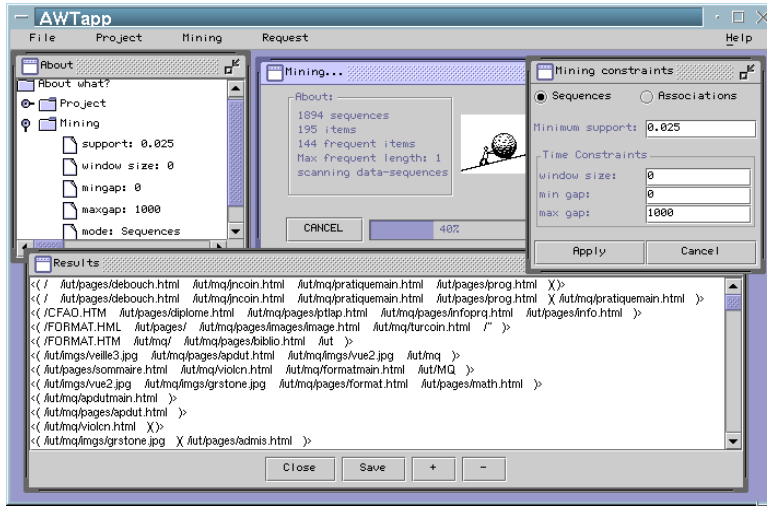 AWTapp
File Project Mining Request Help
About
About what?
Project
Mining
support: 0.025
window size: 0
mingap: 0
maxgap: 1000
mode: Sequences
Mining...
About:
1894 sequences
195 items
144 frequent items
Max frequent length: 1
scanning data-sequences
CANCEL 40%
Mining constraints
Sequences Associations
Minimum support: 0.025
Time Constraints
window size: 0
min gap: 0
max gap: 1000
Apply Cancel
Results
<( / /iut/pages/debouch.html /iut/mq/jncoin.html /iut/mq/pratiquemain.html /iut/pages/prog.html )()>
<( / /iut/pages/debouch.html /iut/mq/jncoin.html /iut/mq/pratiquemain.html /iut/pages/prog.html )( /iut/mq/pratiquemain.html )>
<( /CFAO.HTM /iut/pages/diplome.html /iut/mq/pages/ptlap.html /iut/mq/pages/infoprq.html /iut/pages/info.html )>
<( /FORMAT.HML /iut/pages/ /iut/mq/pages/images/image.html /iut/mq/turcoin.html /" )>
<( /FORMAT.HTM /iut/mq/ /iut/mq/pages/biblio.html /iut )>
<( /iut/imgs/veille3.jpg /iut/mq/pages/apdut.html /iut/mq/imgs/vue2.jpg /iut/mq )>
<( /iut/pages/sommaire.html /iut/mq/violcn.html /iut/mq/formatmain.html /iut/MQ )>
<( /iut/imgs/vue2.jpg /iut/mq/imgs/grstone.jpg /iut/mq/pages/format.html /iut/pages/math.html )>
<( /iut/mq/apdutmain.html )>
<( /iut/mq/pages/apdut.html )>
<( /iut/mq/violcn.html )()>
<( /iut/mq/imgs/grstone.jpg )( /iut/pages/admis.html )>
Close Save + -